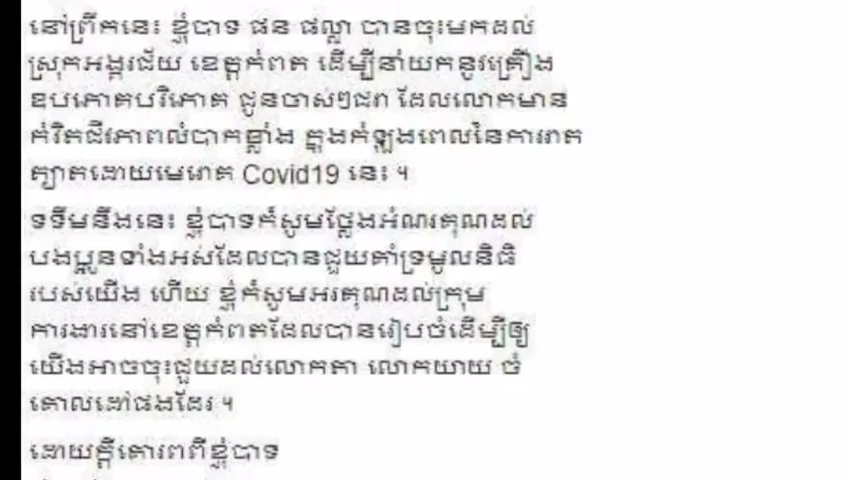 នៅព្រឹកនេះ ខ្ញុំបាទ ផន ផល្លា បានចុះមកដល់
ស្រុកអង្គរជ័យ ខេត្តកំពត ដើម្បីនាំយកនូវគ្រឿង
ឧបភោគបរិភោគ ជូនចាស់ៗជរា ដែលលោកមាន
កំរិតជីវភាពលំបាកខ្លាំង ក្នុងកំឡុងពេលនៃការរាត
ត្បាតដោយមេរោគ Covid19 នេះ ។
ទទឹមនឹងនេះ ខ្ញុំបាទក៏សូមថ្លែងអំណរគុណដល់
បងប្អូនទាំងអស់ដែលបានជួយគាំទ្រមូលនិធិ
របស់យើង ហើយ ខ្ញុំក៏សូមអរគុណដល់ក្រុម
ការងារនៅខេត្តកំពតដែលបានរៀបចំដើម្បីឲ្យ
យើងអាចចុះជួយដល់លោកតា លោកយាយ ចំ
គោលដៅផងដែរ ។
ដោយក្ដីគោរពពីខ្ញុំបាទ